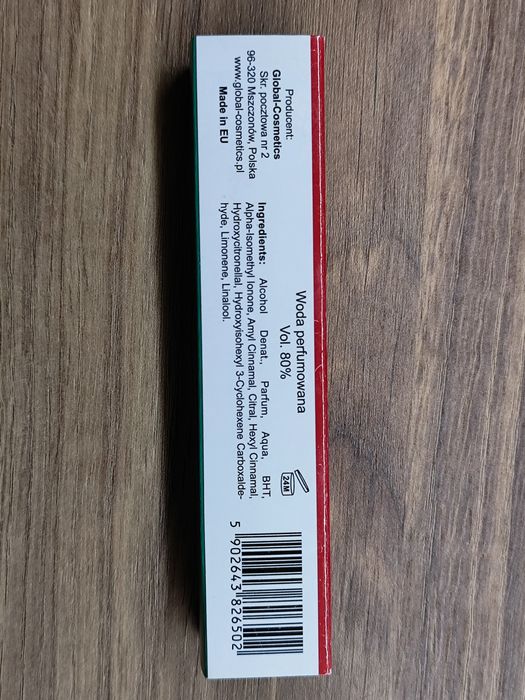 Producent:
Global-Cosmetics
Skr. pocztowa nr 2
96-320 Mszczonów, Polska
www.global-cosmetics.pl
Made in EU
Woda perfumowana
Vol. 80%
Ingredients: Alcohol Denat., Parfum, Aqua, BHT,
Alpha-Isomethyl Ionone, Amyl Cinnamal, Citral, Hexyl Cinnamal,
Hydroxycitronellal, Hydroxyisohexyl 3-Cyclohexene Carboxalde-
hyde, Limonene, Linalool.
24M
5 902643 826502